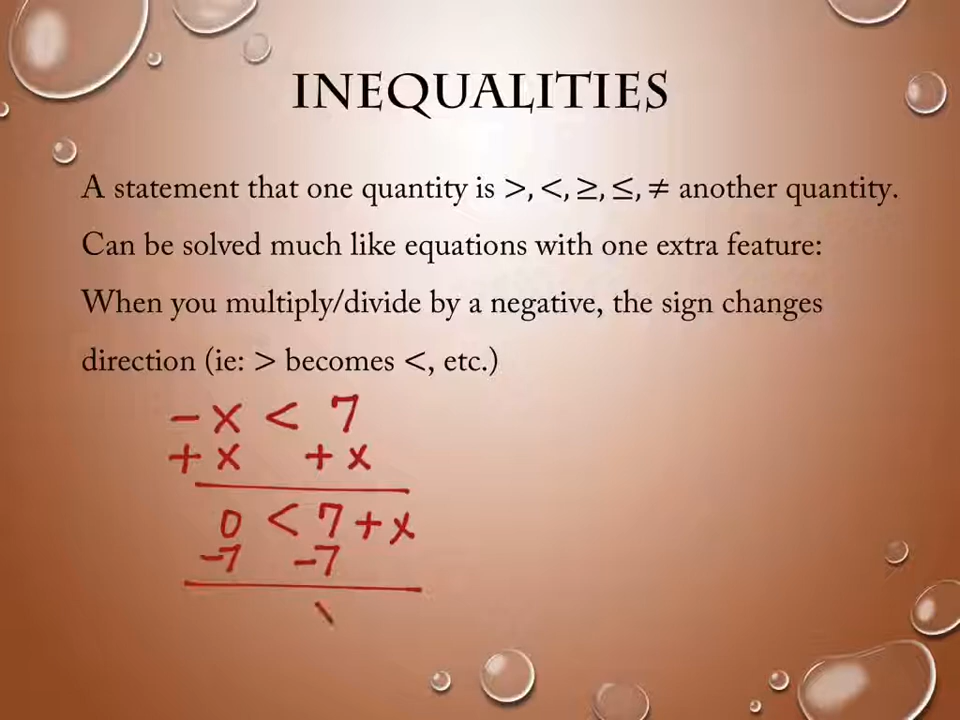 INEQUALITIES
A statement that one quantity is >, <, ≥, ≤, ≠ another quantity.
Can be solved much like equations with one extra feature:
When you multiply/divide by a negative, the sign changes
direction (ie: > becomes <, etc.)
-x < 7
+x +x
0 < 7+x
-7 -7